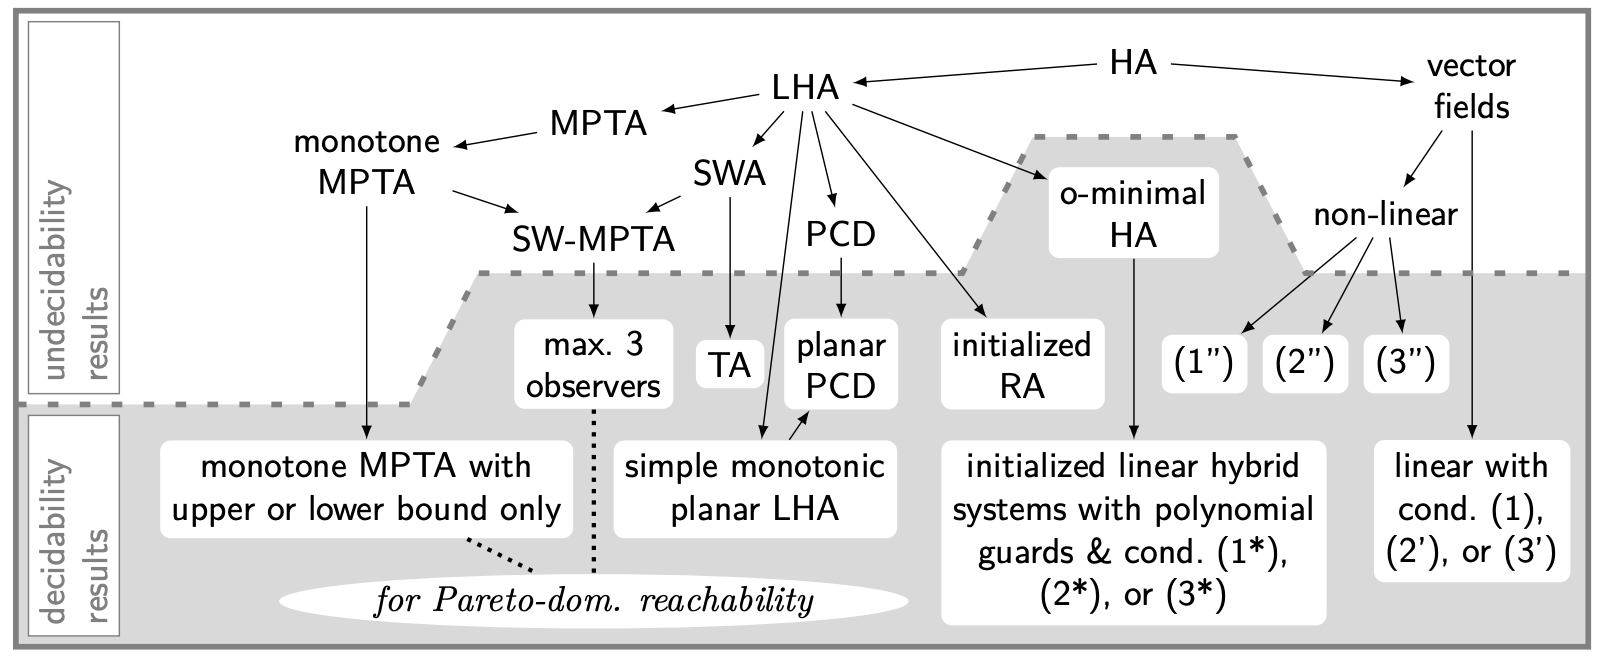 undecidability
results
decidability
results
HA
LHA
vector
fields
MPTA
monotone
MPTA
SWA
o-minimal
HA
non-linear
SW-MPTA
PCD
max. 3
observers
TA
planar
PCD
initialized
RA
(1”)
(2”)
(3”)
monotone MPTA with
upper or lower bound only
simple monotonic
planar LHA
initialized linear hybrid
systems with polynomial
guards & cond. (1*),
(2*), or (3*)
linear with
cond. (1),
(2’), or (3’)
for Pareto-dom. reachability